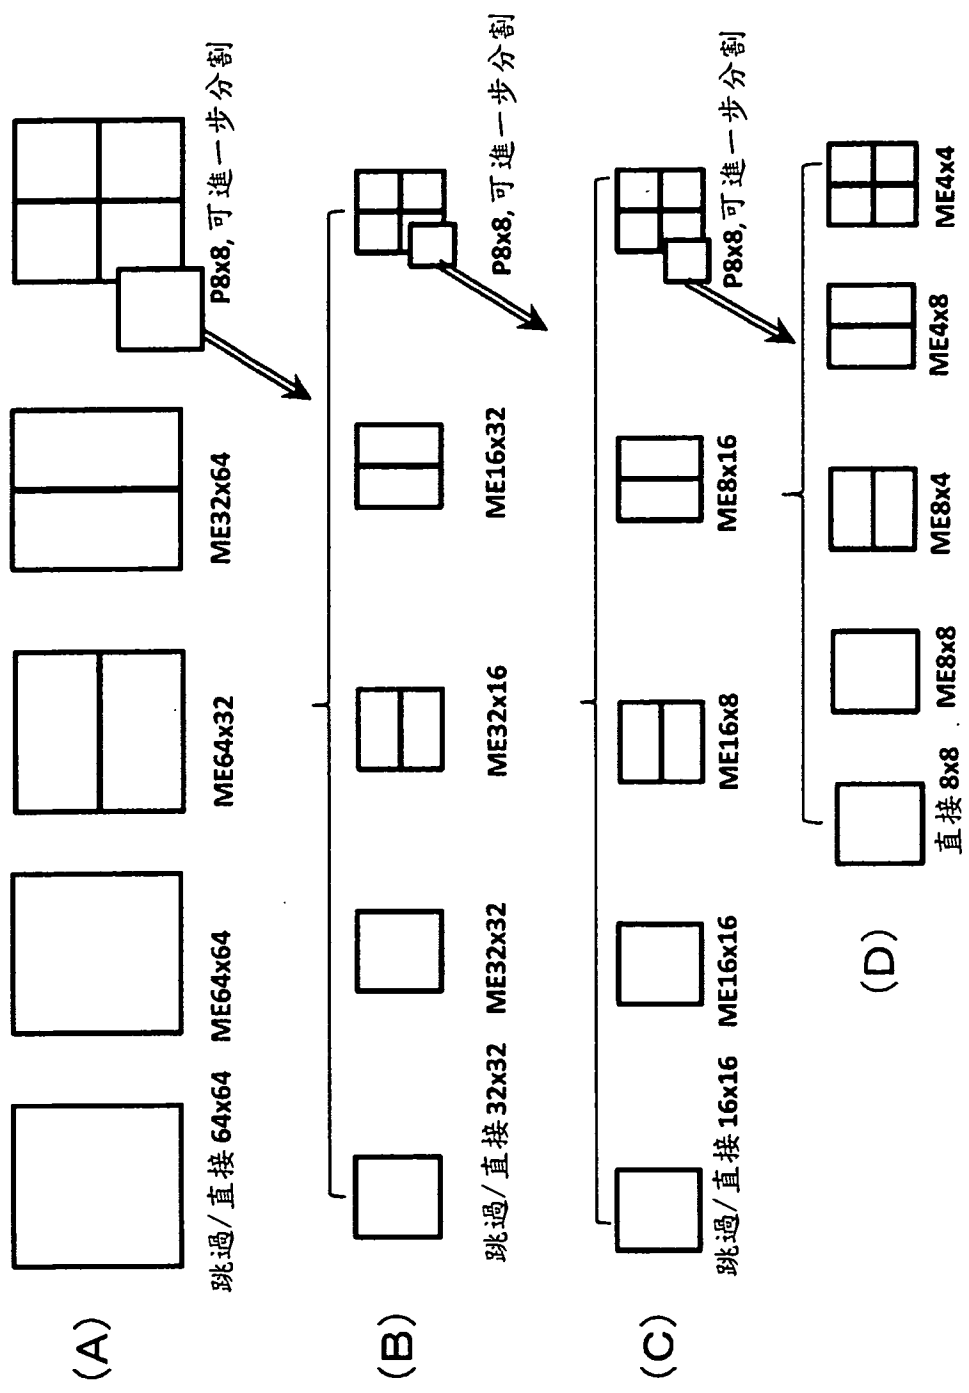 (A)
跳過/直接 64x64
ME64x64
ME64x32
ME32x64
P8x8, 可進一步分割
(B)
跳過/直接 32x32
ME32x32
ME32x16
ME16x32
P8x8, 可進一步分割
(C)
跳過/直接 16x16
ME16x16
ME16x8
ME8x16
P8x8, 可進一步分割
(D)
直接 8x8
ME8x8
ME8x4
ME4x8
ME4x4